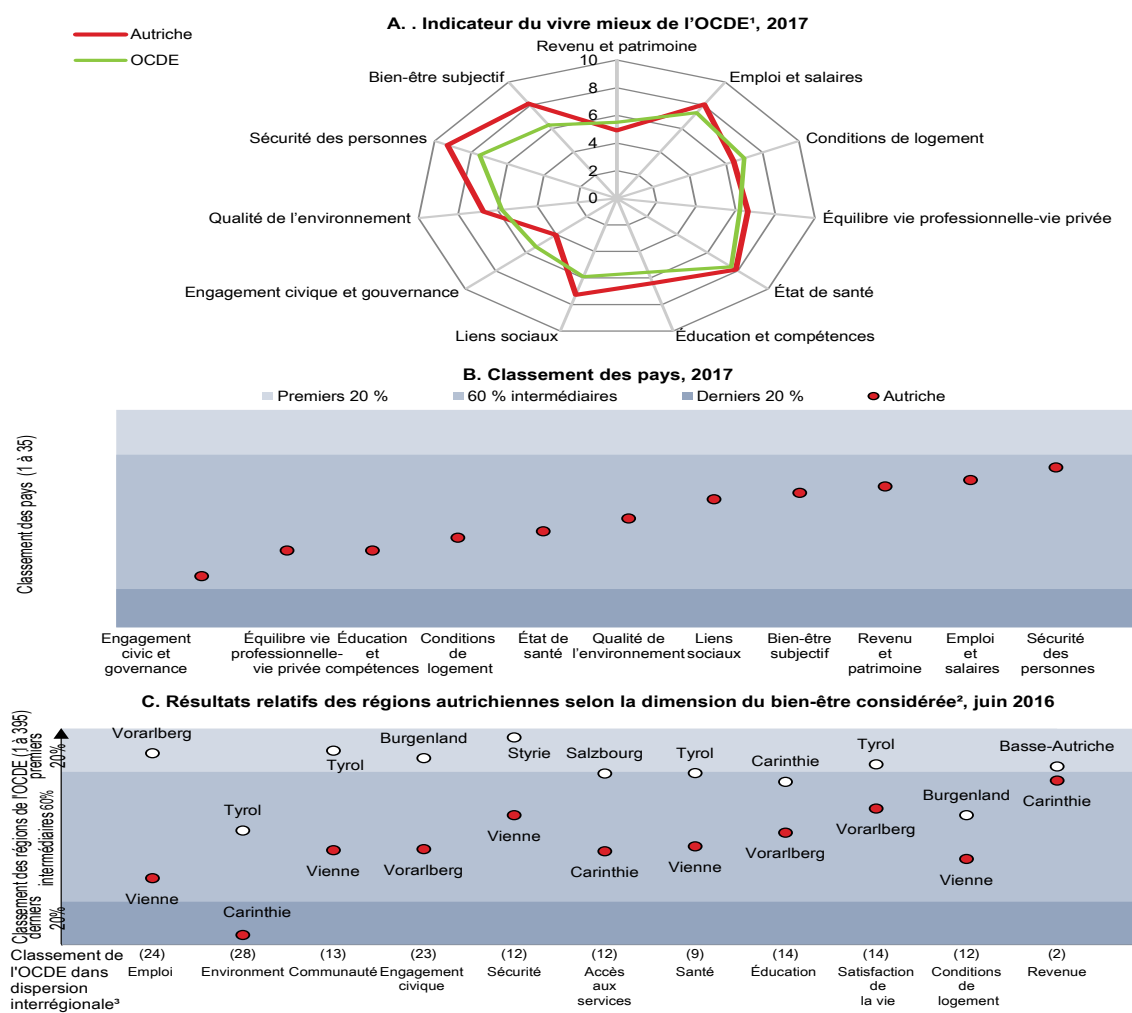 A. . Indicateur du vivre mieux de l'OCDE¹, 2017
Autriche
OCDE
Revenu et patrimoine
Emploi et salaires
Conditions de logement
Équilibre vie professionnelle-vie privée
État de santé
Éducation et compétences
Liens sociaux
Engagement civique et gouvernance
Qualité de l'environnement
Sécurité des personnes
Bien-être subjectif
10
8
6
4
2
0
B. Classement des pays, 2017
Premiers 20 %
60 % intermédiaires
Derniers 20 %
Autriche
Classement des pays (1 à 35)
Engagement
civic et
governance
Équilibre vie
professionnelle-
vie privée
Éducation
et
compétences
Conditions
de
logement
État de
santé
Qualité de
l'environnement
Liens
sociaux
Bien-être
subjectif
Revenu
et
patrimoine
Emploi
et
salaires
Sécurité
des
personnes
C. Résultats relatifs des régions autrichiennes selon la dimension du bien-être considérée², juin 2016
Classement des régions de l'OCDE (1 à 395)
premiers
20%
intermédiaires 60%
derniers
20%
Vorarlberg
Vienne
Tyrol
Carinthie
Tyrol
Vienne
Burgenland
Vorarlberg
Styrie
Vienne
Salzbourg
Carinthie
Tyrol
Vienne
Carinthie
Vorarlberg
Tyrol
Vorarlberg
Burgenland
Vienne
Basse-Autriche
Carinthie
Classement de
l'OCDE dans
dispersion
interrégionale³
(24)
Emploi
(28)
Environment
(13)
Communauté
(23)
Engagement
civique
(12)
Sécurité
(12)
Accès
aux
services
(9)
Santé
(14)
Éducation
(14)
Satisfaction
de
la vie
(12)
Conditions
de
logement
(2)
Revenue